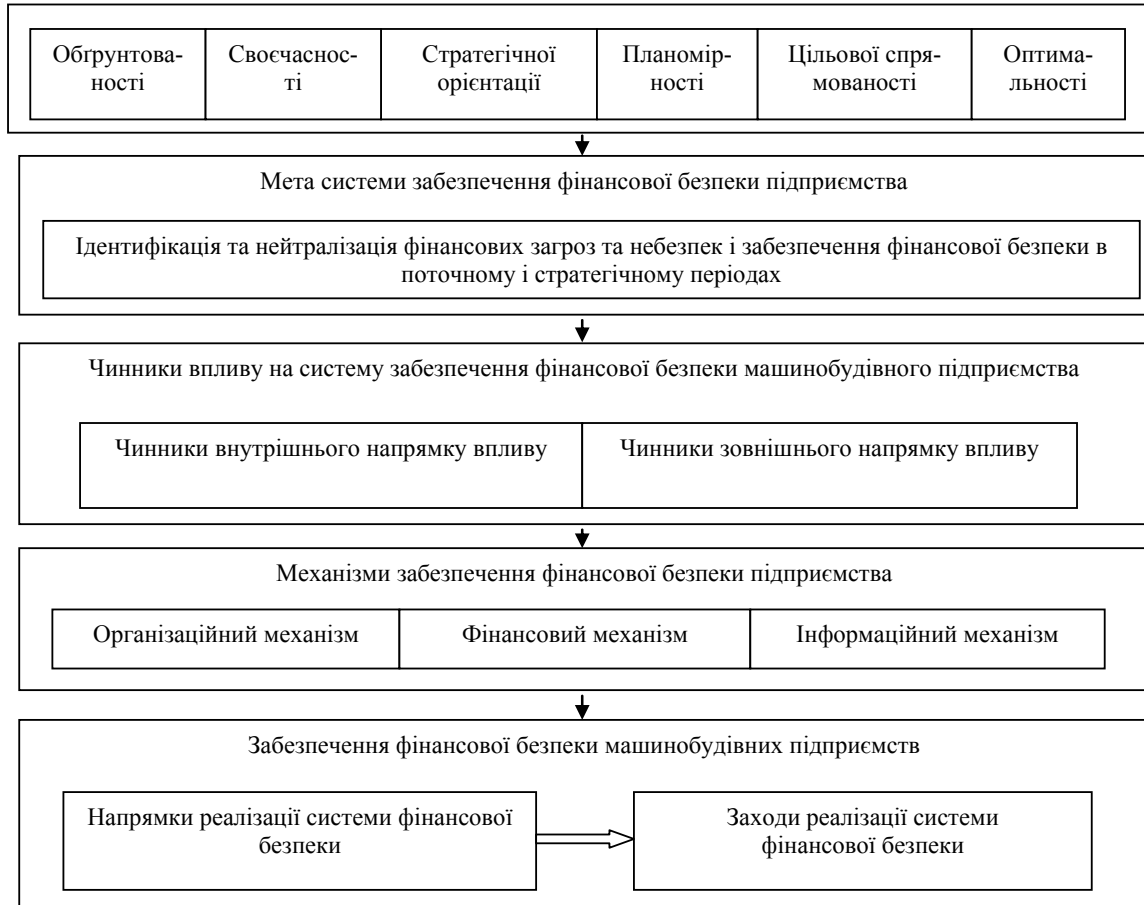 Обґрунтова-
ності
Своєчаснос-
ті
Стратегічної
орієнтації
Планомір-
ності
Цільової спря-
мованості
Оптима-
льності
Мета системи забезпечення фінансової безпеки підприємства
Ідентифікація та нейтралізація фінансових загроз та небезпек і забезпечення фінансової безпеки в
поточному і стратегічному періодах
Чинники впливу на систему забезпечення фінансової безпеки машинобудівного підприємства
Чинники внутрішнього напрямку впливу
Чинники зовнішнього напрямку впливу
Механізми забезпечення фінансової безпеки підприємства
Організаційний механізм
Фінансовий механізм
Інформаційний механізм
Забезпечення фінансової безпеки машинобудівних підприємств
Напрямки реалізації системи фінансової
безпеки
Заходи реалізації системи
фінансової безпеки